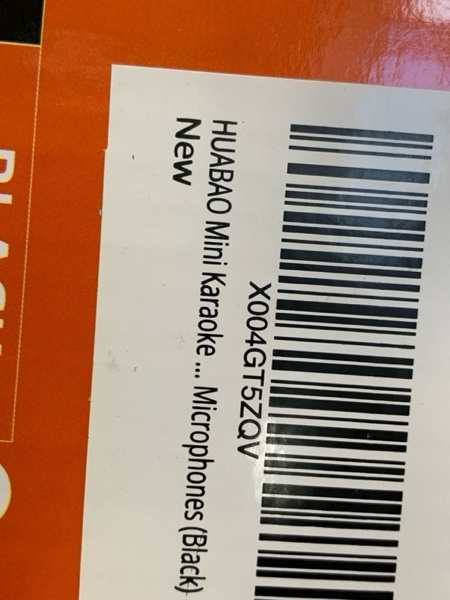 X004GT5ZQV
HUABAO Mini Karaoke ... Microphones (Black)
New